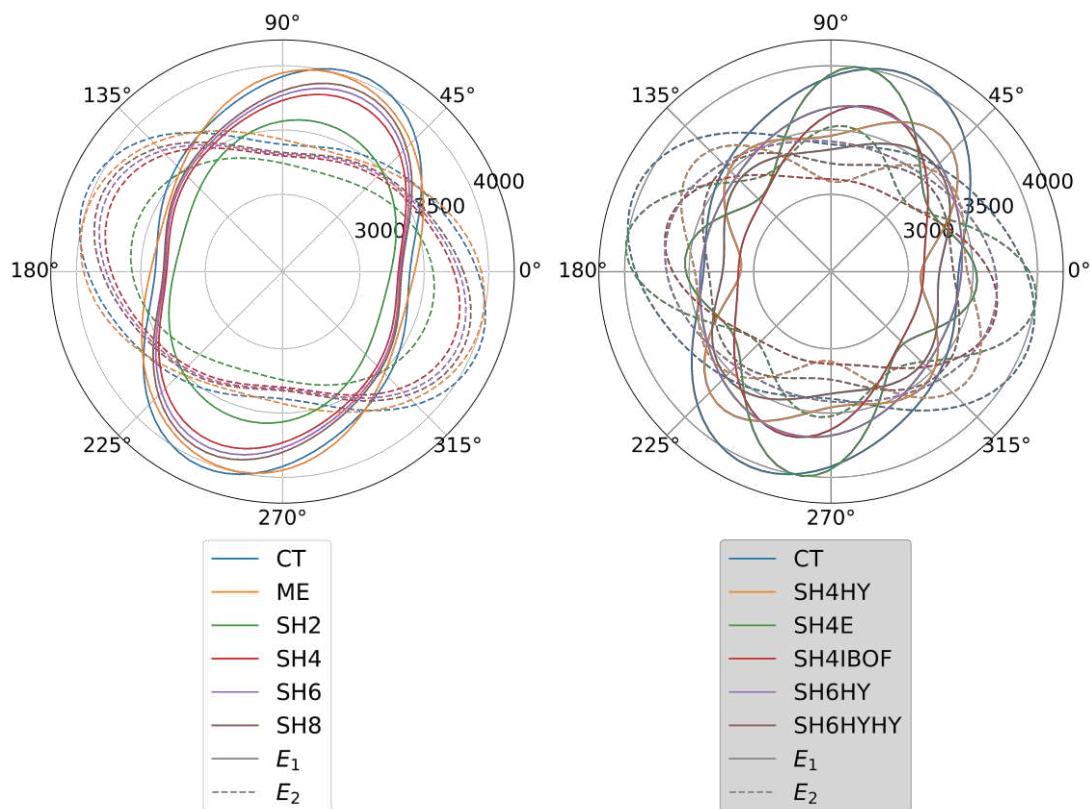 90°
90°
135°
45°
135°
45°
4000
4000
3500
3500
3000
3000
180°
0°
180°
0°
225°
315°
225°
315°
270°
270°
CT
ME
SH2
SH4
SH6
SH8
E₁
E₂
CT
SH4HY
SH4E
SH4IBOF
SH6HY
SH6HYHY
E₁
E₂